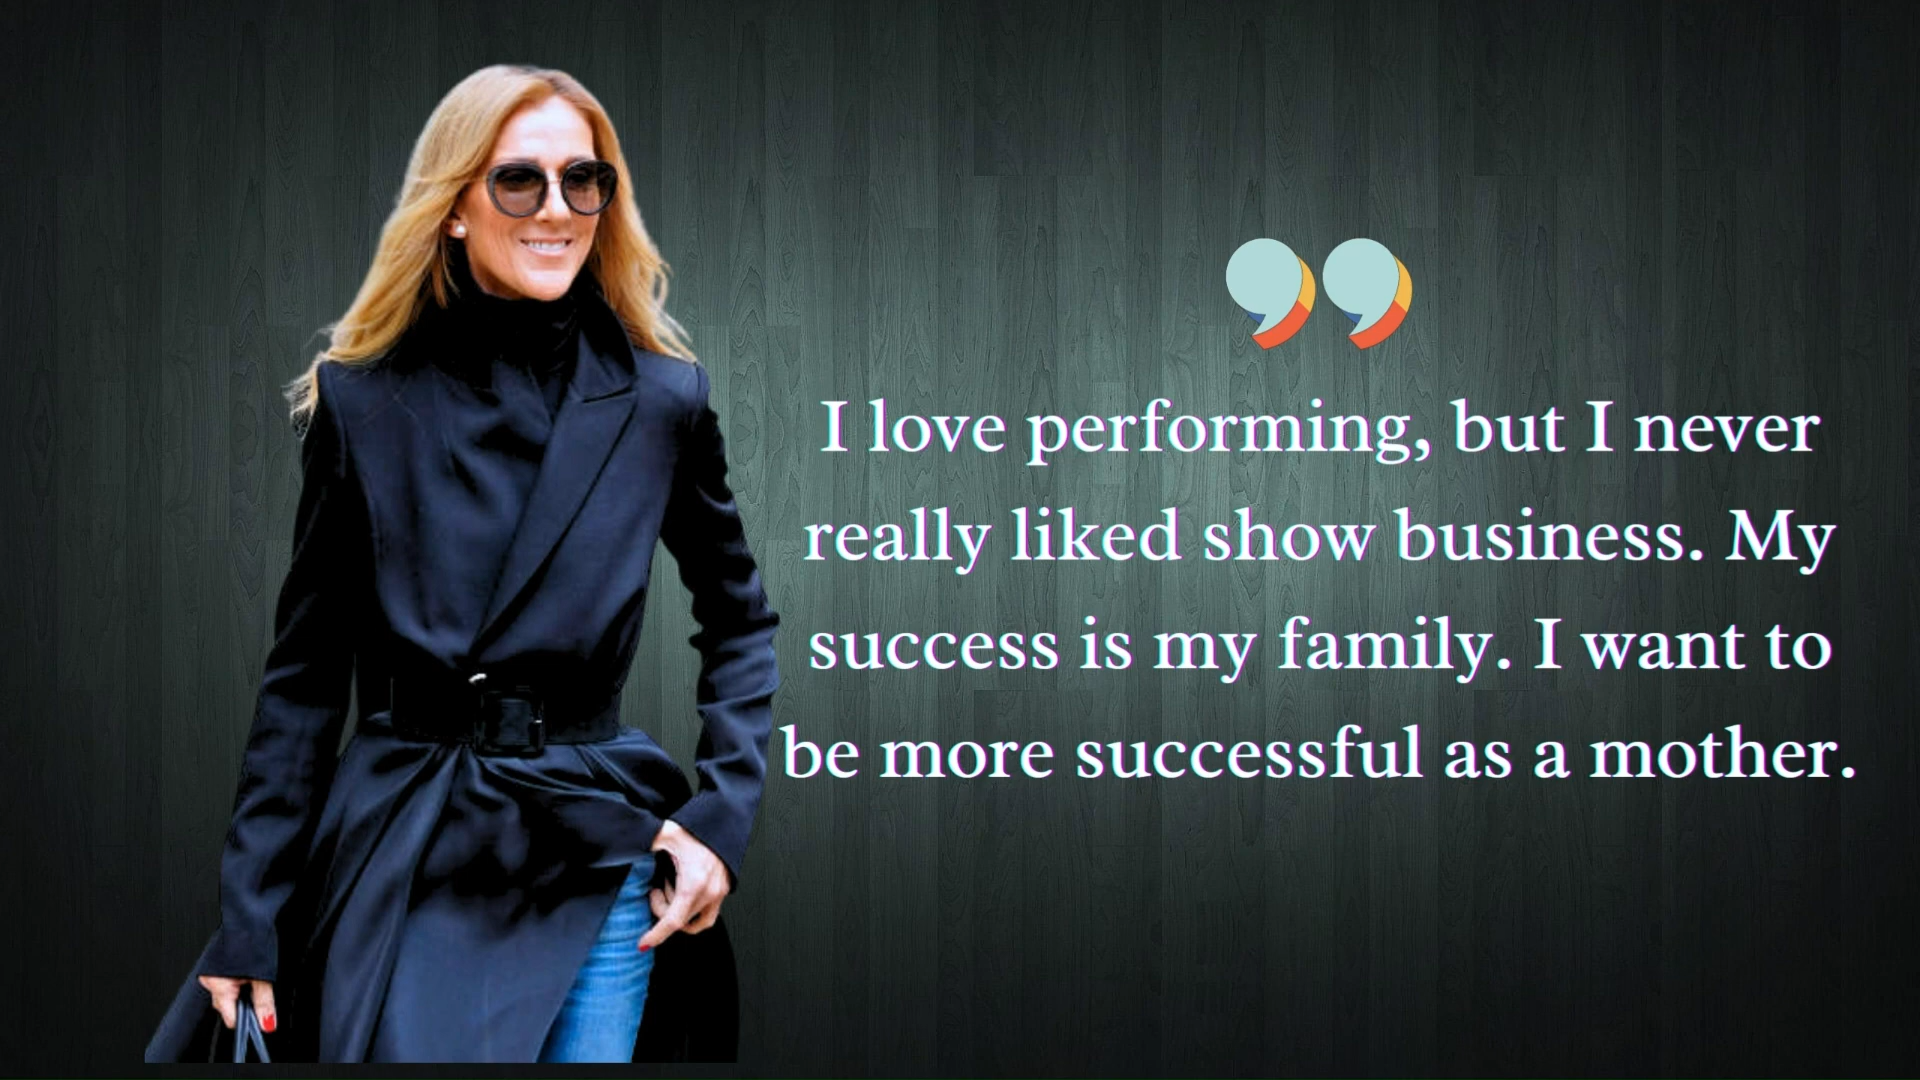 I love performing, but I never
really liked show business. My
success is my family. I want to
be more successful as a mother.